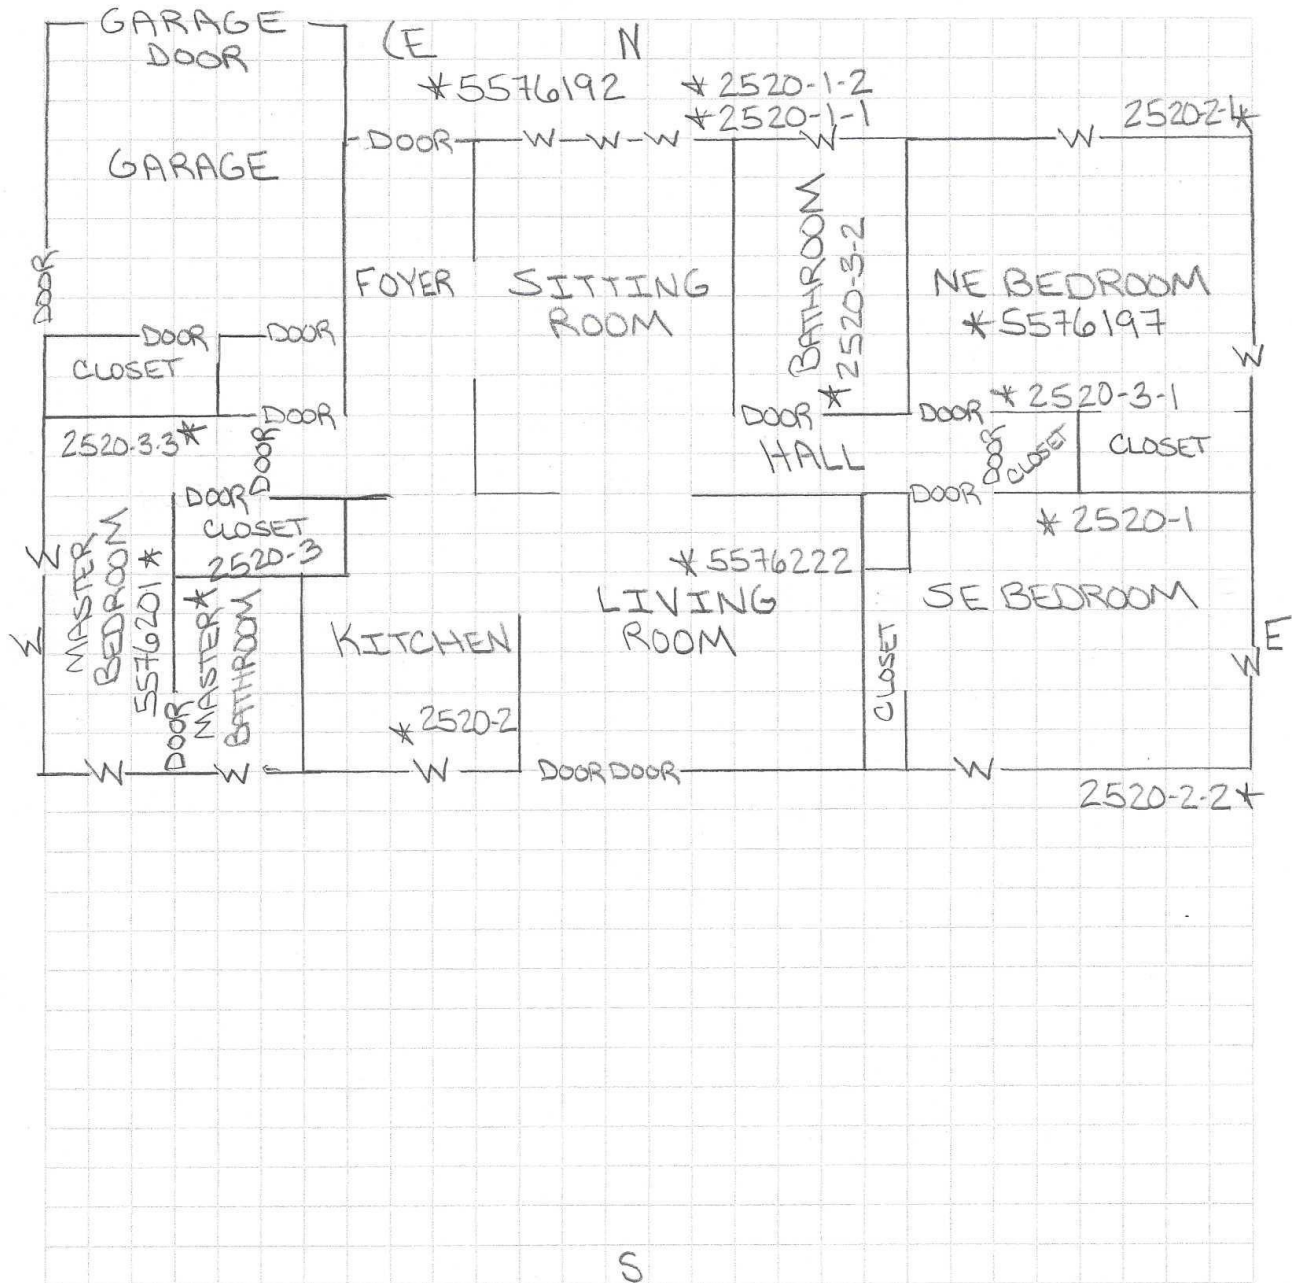 GARAGE
DOOR
(E
N
*5576192
*2520-1-2
*2520-1-1
2520-2-1*
DOOR
W W W
W
W
GARAGE
DOOR
FOYER
SITTING
ROOM
BATHROOM
*2520-3-2
NE BEDROOM
*5576197
W
DOOR
DOOR
CLOSET
DOOR
DOOR
DOOR
* 2520-3-1
2520-3-3*
DOOR
HALL
DOOR
CLOSET
CLOSET
DOOR
CLOSET
2520-3
*
DOOR
* 2520-1
W
W
MASTER
BEDROOM
5576201 *
MASTER
BATHROOM
DOOR
KITCHEN
*2520-2
*5576222
LIVING
ROOM
CLOSET
SE BEDROOM
W
E
W
W
W
DOOR DOOR
W
2520-2-2*
S